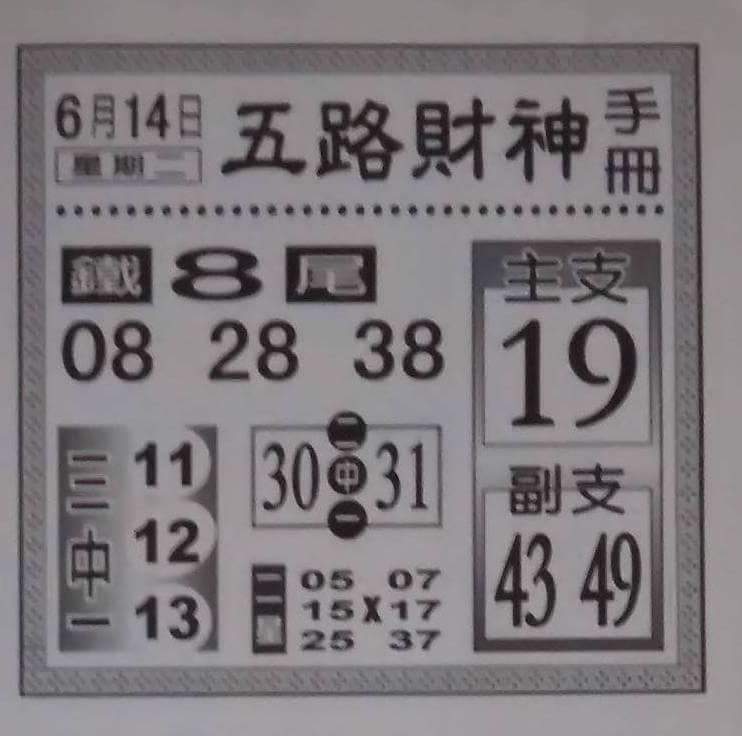 6月14日
星期二
五路財神
手冊
鐵8尾
08 28 38
主支
19
三中一
11
12
13
30 二中一 31
副支
43 49
二星
05 07
15 X 17
25 37